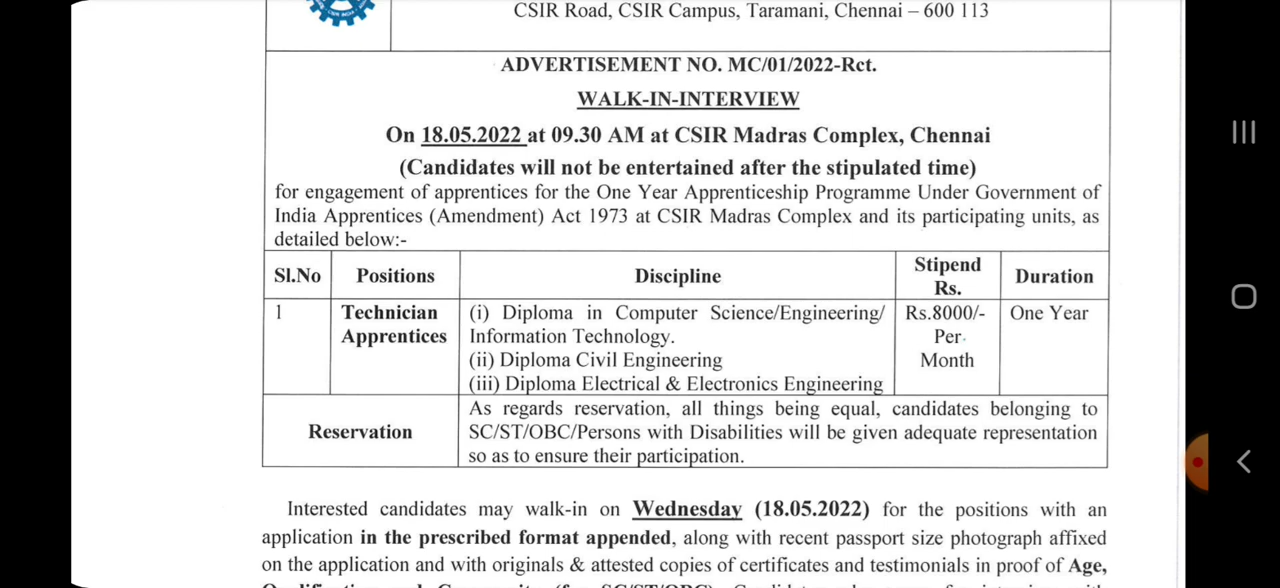 CSIR Road, CSIR Campus, Taramani, Chennai – 600 113
ADVERTISEMENT NO. MC/01/2022-Rct.
WALK-IN-INTERVIEW
On 18.05.2022 at 09.30 AM at CSIR Madras Complex, Chennai
(Candidates will not be entertained after the stipulated time)
for engagement of apprentices for the One Year Apprenticeship Programme Under Government of
India Apprentices (Amendment) Act 1973 at CSIR Madras Complex and its participating units, as
detailed below:-
Sl.No Positions Discipline Stipend Rs. Duration
1 Technician Apprentices
(i) Diploma in Computer Science/Engineering/
Information Technology.
(ii) Diploma Civil Engineering
(iii) Diploma Electrical & Electronics Engineering
Rs.8000/-
Per
Month
One Year
Reservation
As regards reservation, all things being equal, candidates belonging to
SC/ST/OBC/Persons with Disabilities will be given adequate representation
so as to ensure their participation.
Interested candidates may walk-in on Wednesday (18.05.2022) for the positions with an
application in the prescribed format appended, along with recent passport size photograph affixed
on the application and with originals & attested copies of certificates and testimonials in proof of Age,